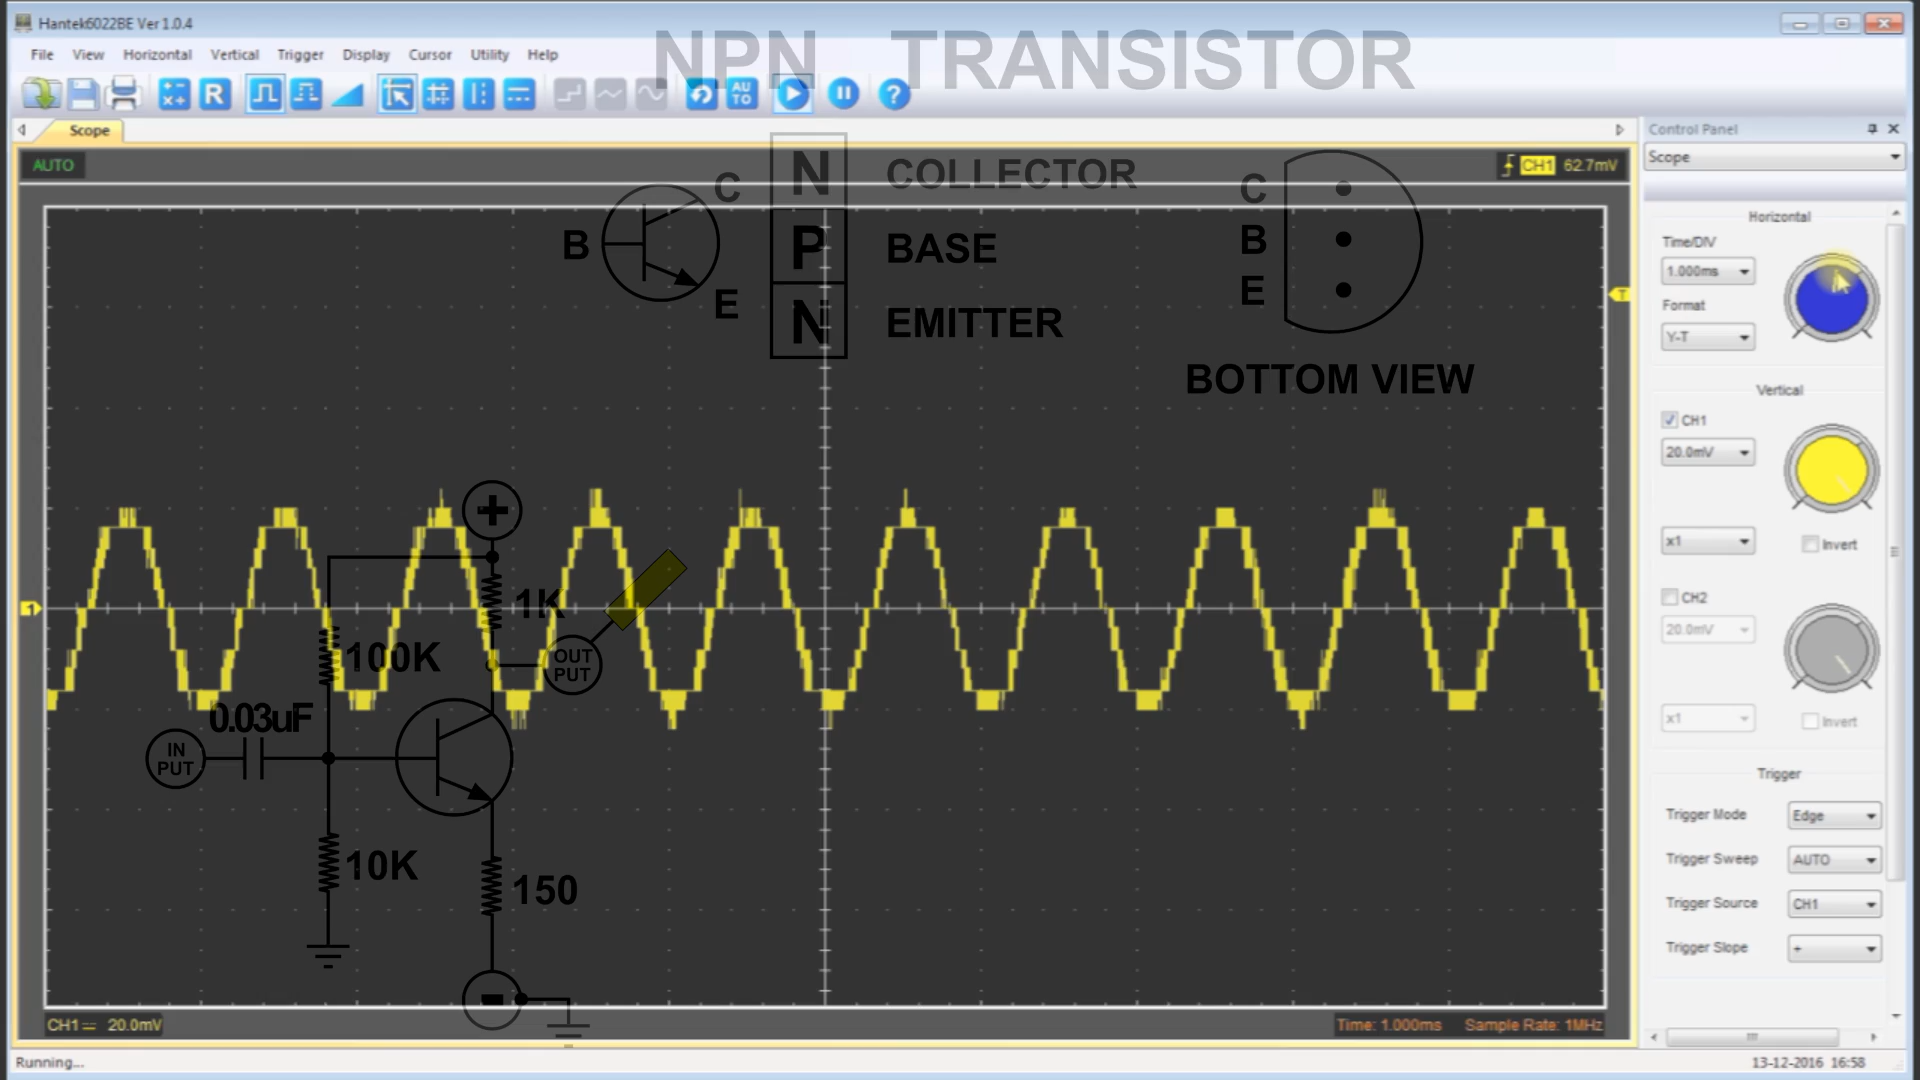 Hantek6022BE Ver 1.0.4
File View Horizontal Vertical Trigger Display Cursor Utility Help
NPN TRANSISTOR
R
AU
TO
?
Scope
Control Panel
Scope
AUTO
CH1 62.7mV
N COLLECTOR
P BASE
N EMITTER
B
C
E
C
B
E
BOTTOM VIEW
T
1
+
1K
100K
OUT
PUT
0.03uF
IN
PUT
10K
150
-
CH1 20.0mV
Time: 1.000ms Sample Rate: 1MHz
Horizontal
Time/DIV
1.000ms
Format
Y-T
Vertical
CH1
20.0mV
x1
Invert
CH2
20.0mV
x1
Invert
Trigger
Trigger Mode Edge
Trigger Sweep AUTO
Trigger Source CH1
Trigger Slope +
Running...
13-12-2016 16:58